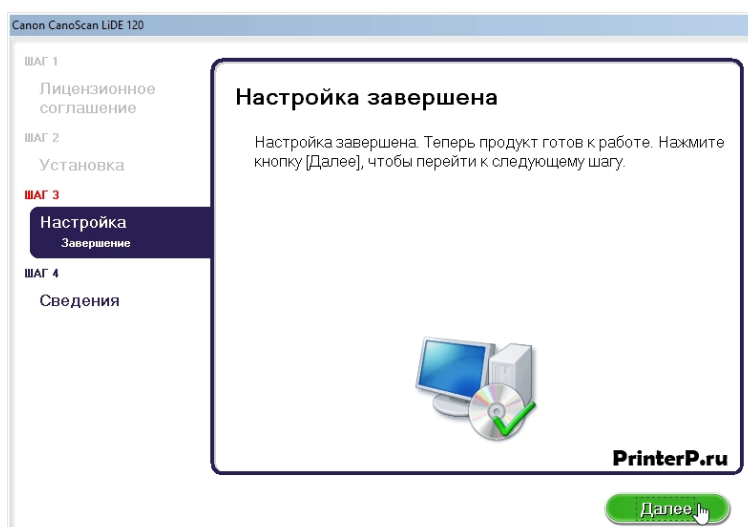 Canon CanoScan LiDE 120
ШАГ 1
Лицензионное
соглашение
ШАГ 2
Установка
ШАГ 3
Настройка
Завершение
ШАГ 4
Сведения
Настройка завершена
Настройка завершена. Теперь продукт готов к работе. Нажмите
кнопку [Далее], чтобы перейти к следующему шагу.
PrinterP.ru
Далее